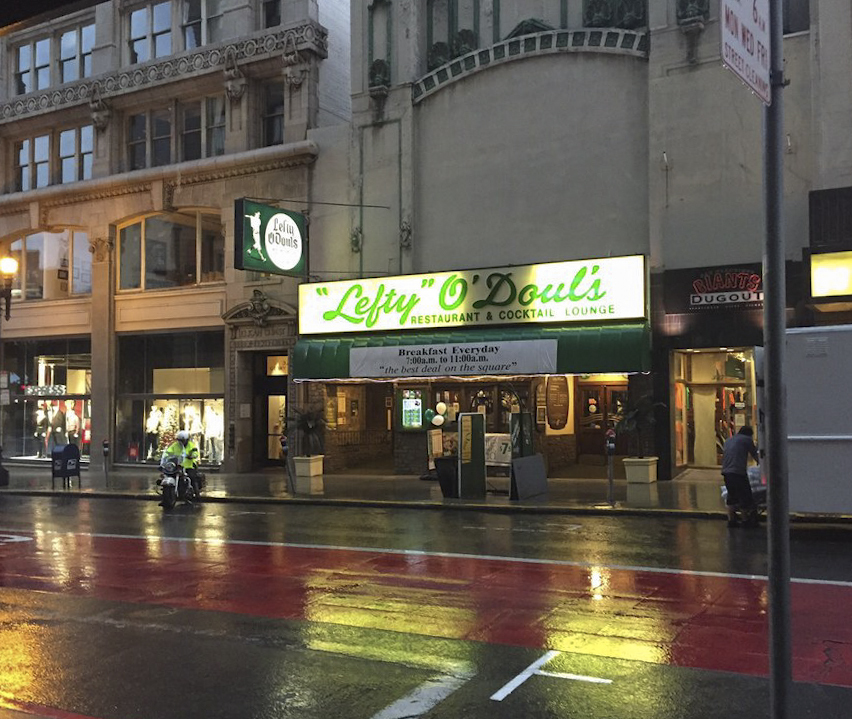 6AM
MON WED FRI
STREET CLEANING
Lefty
O'Doul's
"Lefty" O'Doul's
RESTAURANT & COCKTAIL LOUNGE
Breakfast Everyday
7:00a.m. to 11:00a.m.
"the best deal on the square"
GIANTS
DUGOUT